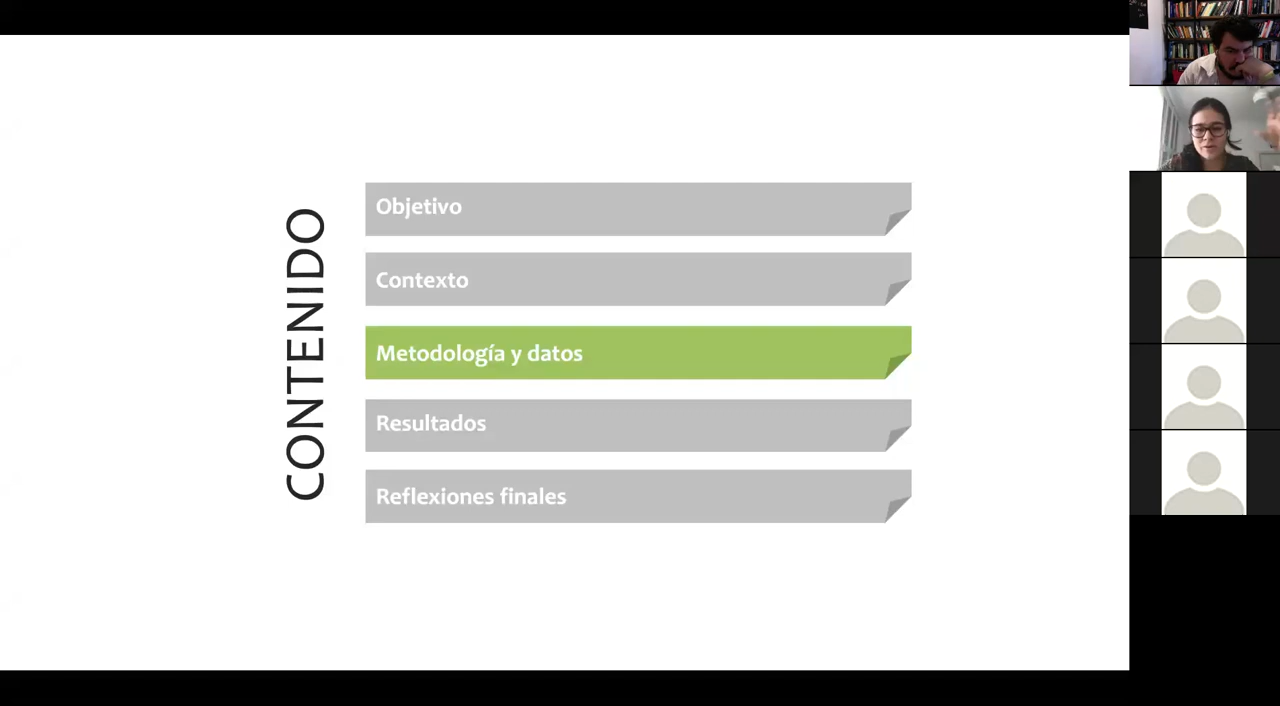 CONTENIDO
Objetivo
Contexto
Metodología y datos
Resultados
Reflexiones finales